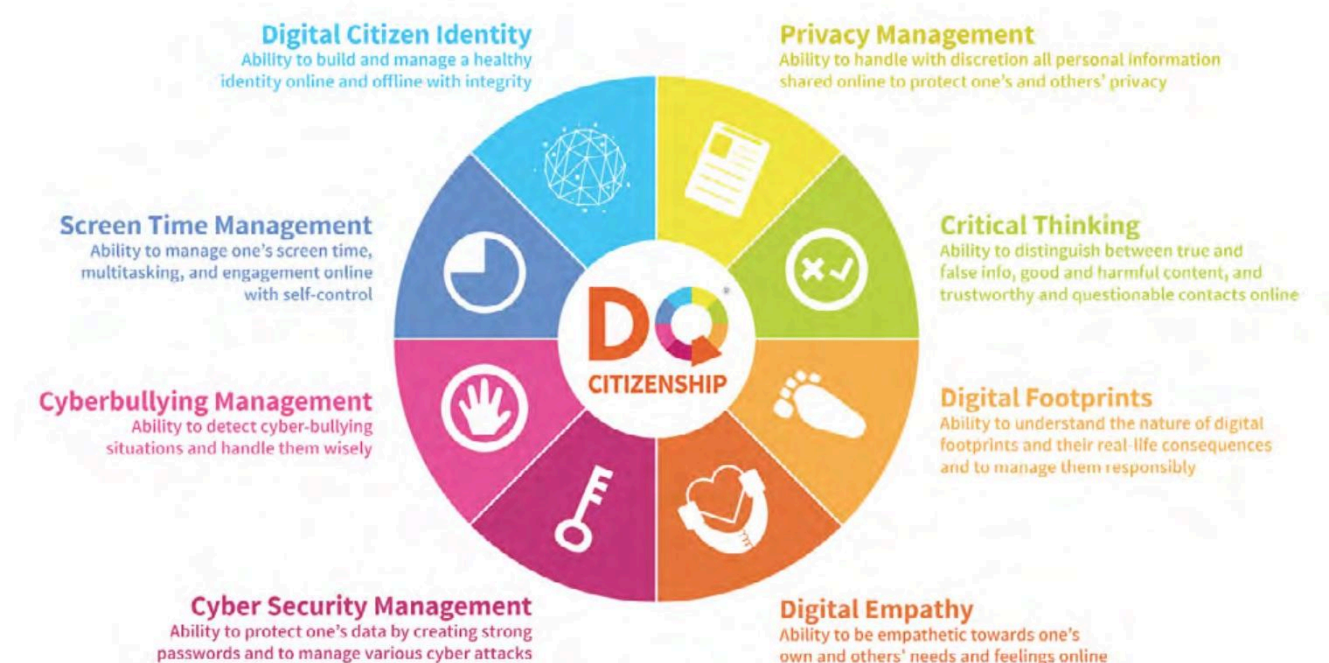 Digital Citizen Identity
Ability to build and manage a healthy
identity online and offline with integrity
Privacy Management
Ability to handle with discretion all personal information
shared online to protect one's and others' privacy
Screen Time Management
Ability to manage one's screen time,
multitasking, and engagement online
with self-control
Critical Thinking
Ability to distinguish between true and
false info, good and harmful content, and
trustworthy and questionable contacts online
DQ®
CITIZENSHIP
Cyberbullying Management
Ability to detect cyber-bullying
situations and handle them wisely
Digital Footprints
Ability to understand the nature of digital
footprints and their real-life consequences
and to manage them responsibly
Cyber Security Management
Ability to protect one's data by creating strong
passwords and to manage various cyber attacks
Digital Empathy
Ability to be empathetic towards one's
own and others' needs and feelings online